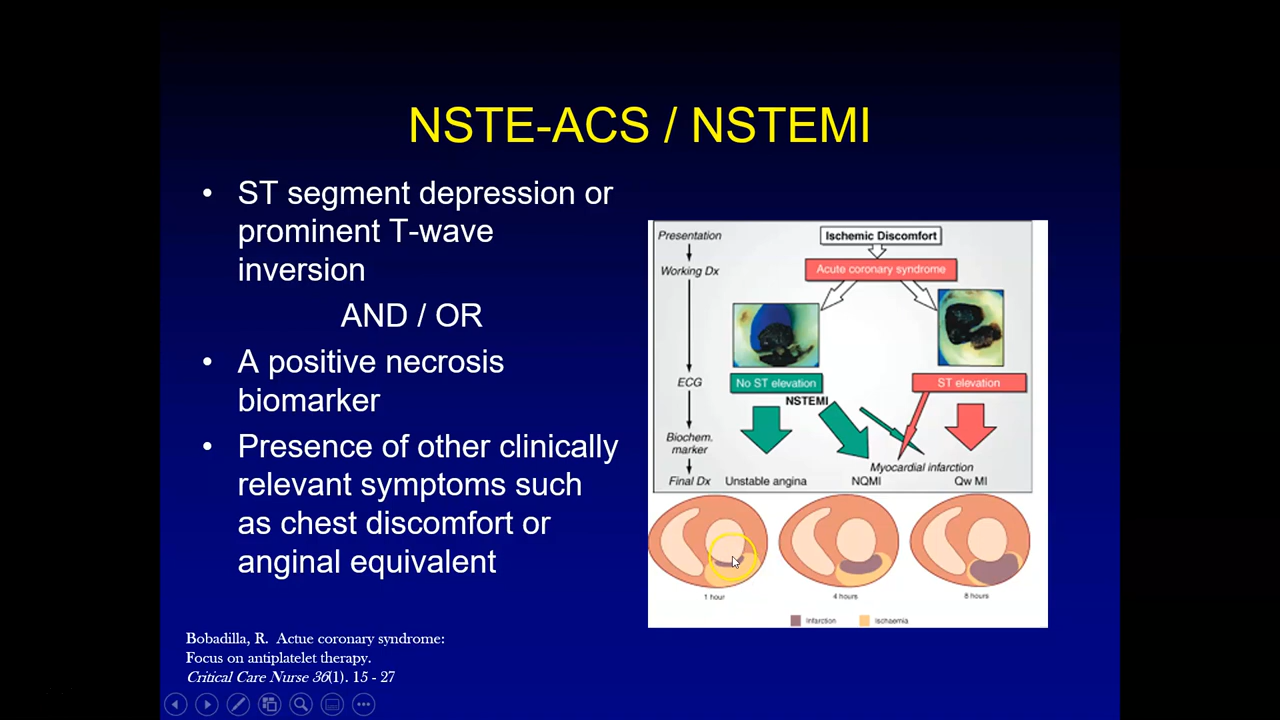 NSTE-ACS / NSTEMI
• ST segment depression or
prominent T-wave
inversion
AND / OR
• A positive necrosis
biomarker
• Presence of other clinically
relevant symptoms such
as chest discomfort or
anginal equivalent
Presentation
Ischemic Discomfort
Working Dx
Acute coronary syndrome
ECG
No ST elevation
ST elevation
NSTEMI
Biochem.
marker
Myocardial infarction
Final Dx
Unstable angina
NQMI
Qw MI
1 hour
4 hours
8 hours
Infarction
Ischaemia
Bobadilla, R. Actue coronary syndrome:
Focus on antiplatelet therapy.
Critical Care Nurse 36(1). 15 - 27